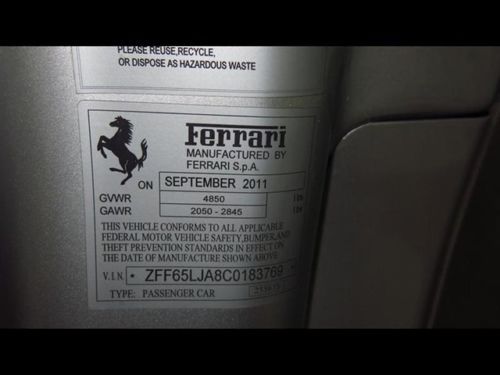 PLEASE REUSE,RECYCLE,
OR DISPOSE AS HAZARDOUS WASTE
Ferrari
MANUFACTURED BY
FERRARI S.p.A.
ON SEPTEMBER 2011
GVWR 4850 lbs
GAWR 2050 - 2845 lbs
THIS VEHICLE CONFORMS TO ALL APPLICABLE
FEDERAL MOTOR VEHICLE SAFETY, BUMPER, AND
THEFT PREVENTION STANDARDS IN EFFECT ON
THE DATE OF MANUFACTURE SHOWN ABOVE
V.I.N. * ZFF65LJA8C0183769 *
TYPE: PASSENGER CAR